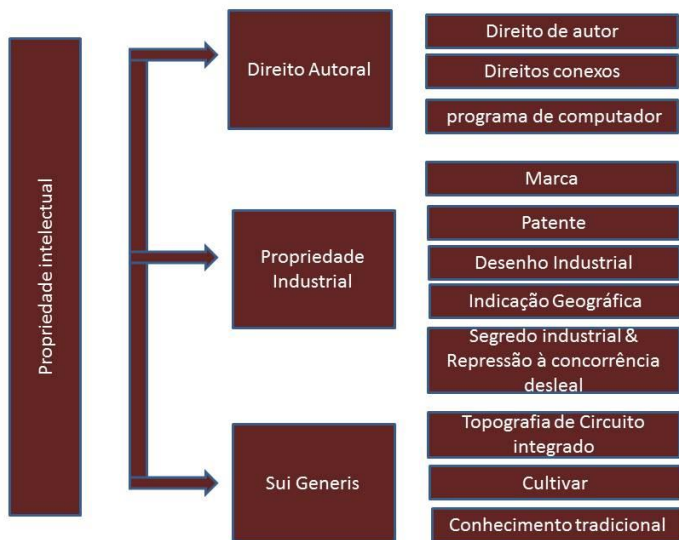 Propriedade intelectual
Direito Autoral
Direito de autor
Direitos conexos
programa de computador
Propriedade
Industrial
Marca
Patente
Desenho Industrial
Indicação Geográfica
Segredo industrial &
Repressão à concorrência
desleal
Sui Generis
Topografia de Circuito
integrado
Cultivar
Conhecimento tradicional